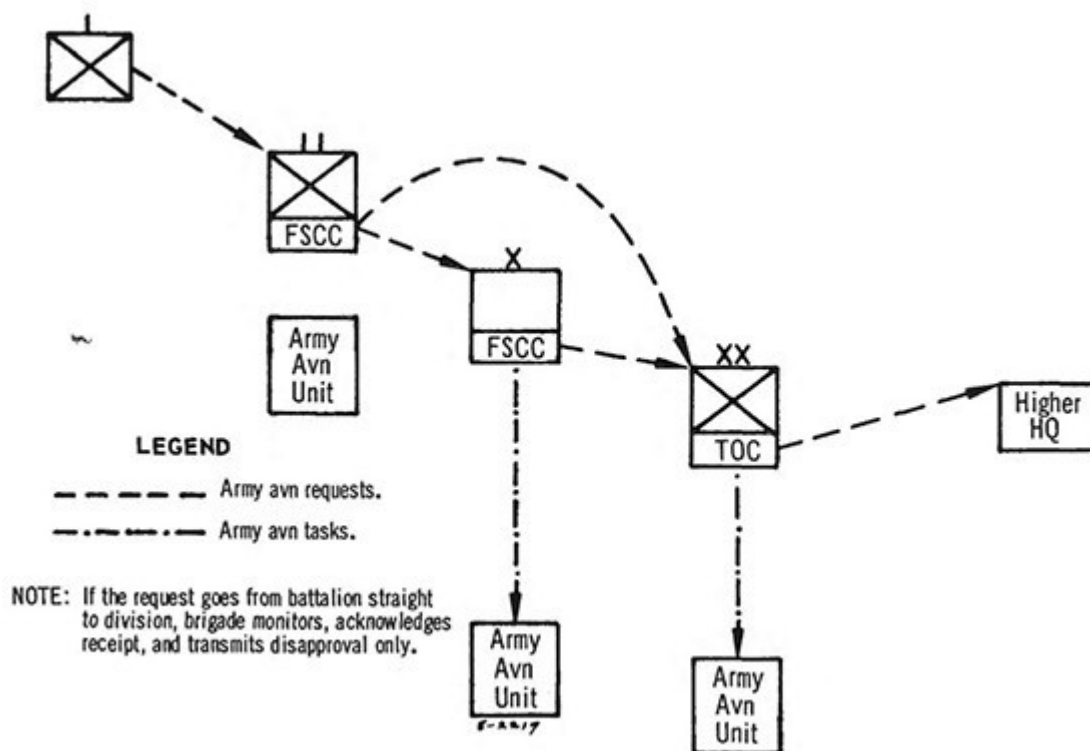 FSCC
X
FSCC
XX
TOC
Higher
HQ
Army
Avn
Unit
LEGEND
Army avn requests.
Army avn tasks.
NOTE: If the request goes from battalion straight
to division, brigade monitors, acknowledges
receipt, and transmits disapproval only.
Army
Avn
Unit
Army
Avn
Unit